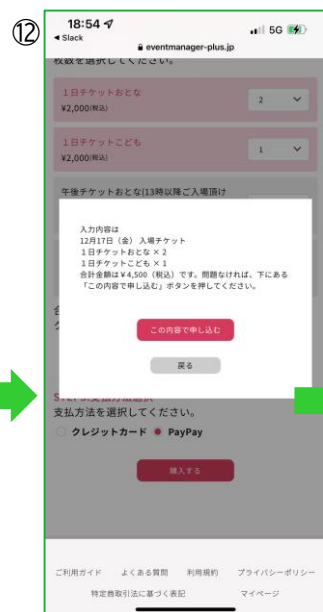 ⑫
18:54
5G
◀ Slack
eventmanager-plus.jp
枚数を選択してください。
1日チケットおとな
¥2,000(税込)
2
1日チケットこども
¥2,000(税込)
1
午後チケットおとな(13時以降ご入場頂け
入力内容は
12月17日（金） 入場チケット
1日チケットおとな × 2
1日チケットこども × 1
合計金額は￥4,500（税込）です。問題なければ、下にある
「この内容で申し込む」ボタンを押してください。
この内容で申し込む
戻る
支払方法を選択してください。
クレジットカード
PayPay
購入する
ご利用ガイド
よくある質問
利用規約
プライバシーポリシー
特定商取引法に基づく表記
マイページ